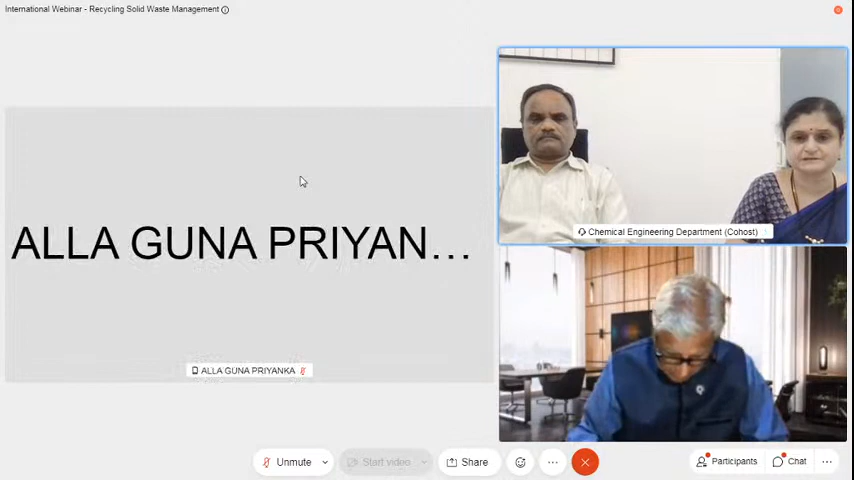 International Webinar - Recycling Solid Waste Management
ALLA GUNA PRIYAN...
ALLA GUNA PRIYANKA
Chemical Engineering Department (Cohost)
Unmute
Start video
Share
Participants
Chat